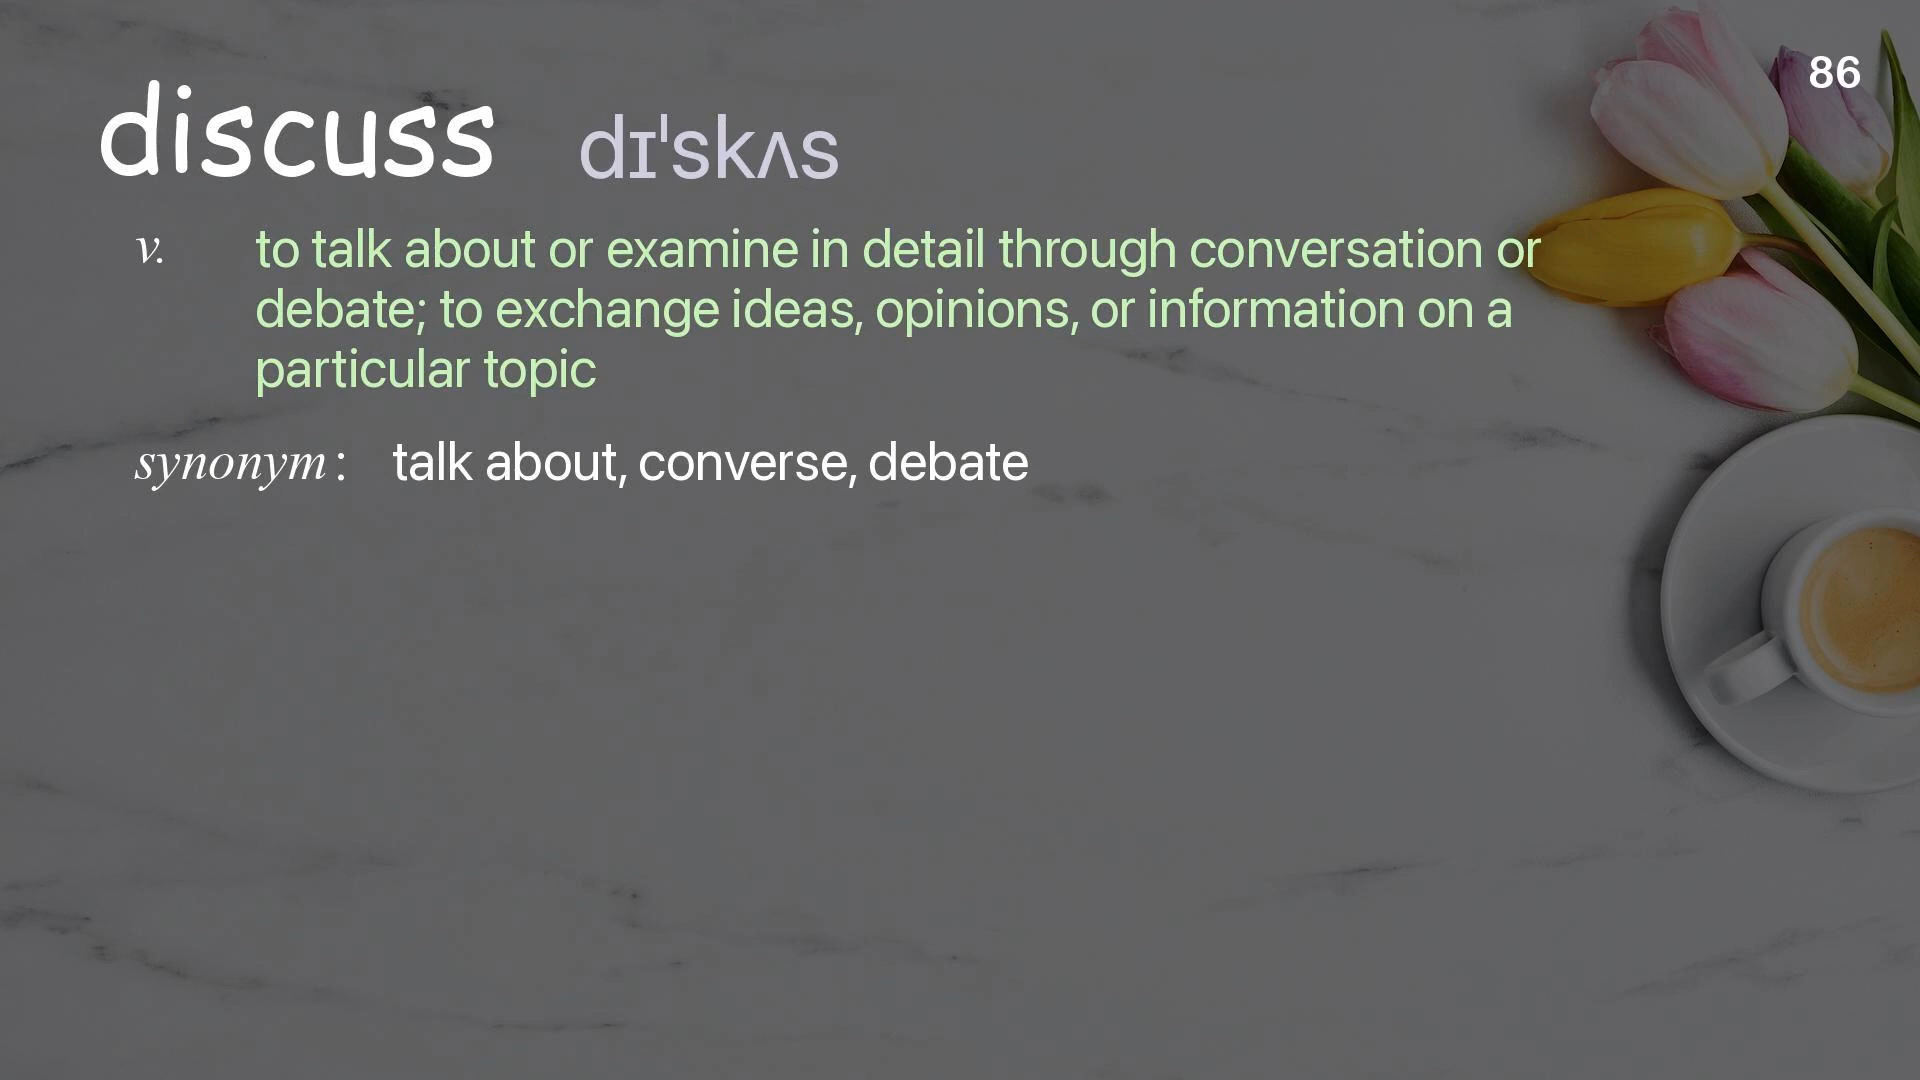 86
discuss dɪˈskʌs
v. to talk about or examine in detail through conversation or
debate; to exchange ideas, opinions, or information on a
particular topic
synonym: talk about, converse, debate